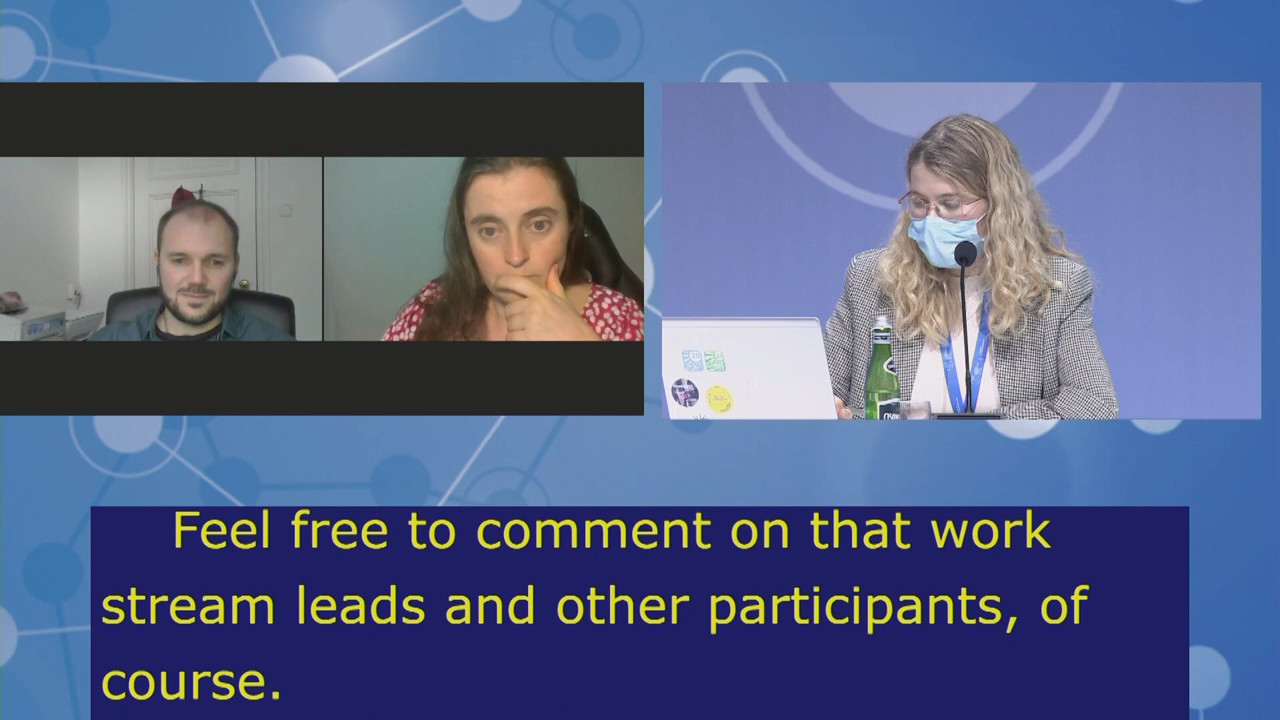 Feel free to comment on that work
stream leads and other participants, of
course.